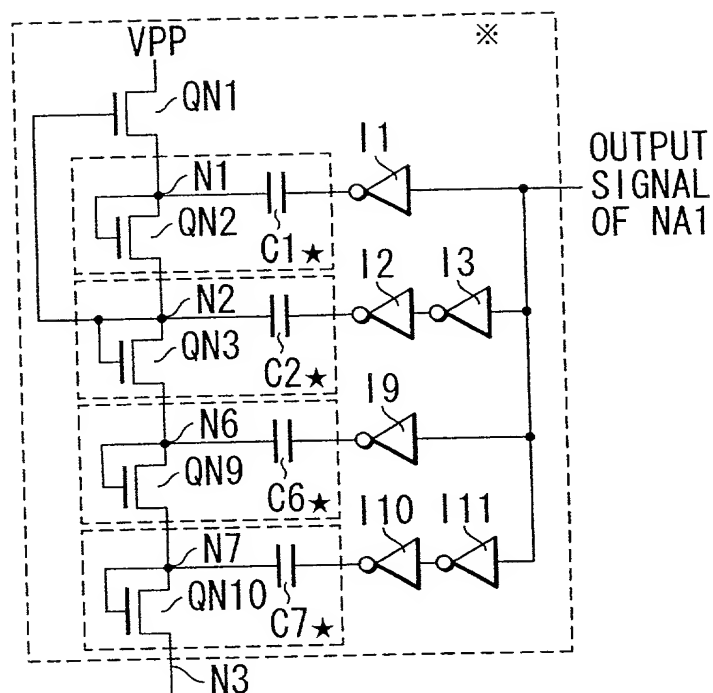 VPP
※
QN1
I1
OUTPUT
SIGNAL
OF NA1
N1
QN2
C1★
I2
I3
N2
QN3
C2★
I9
N6
QN9
C6★
I10
I11
N7
QN10
C7★
N3